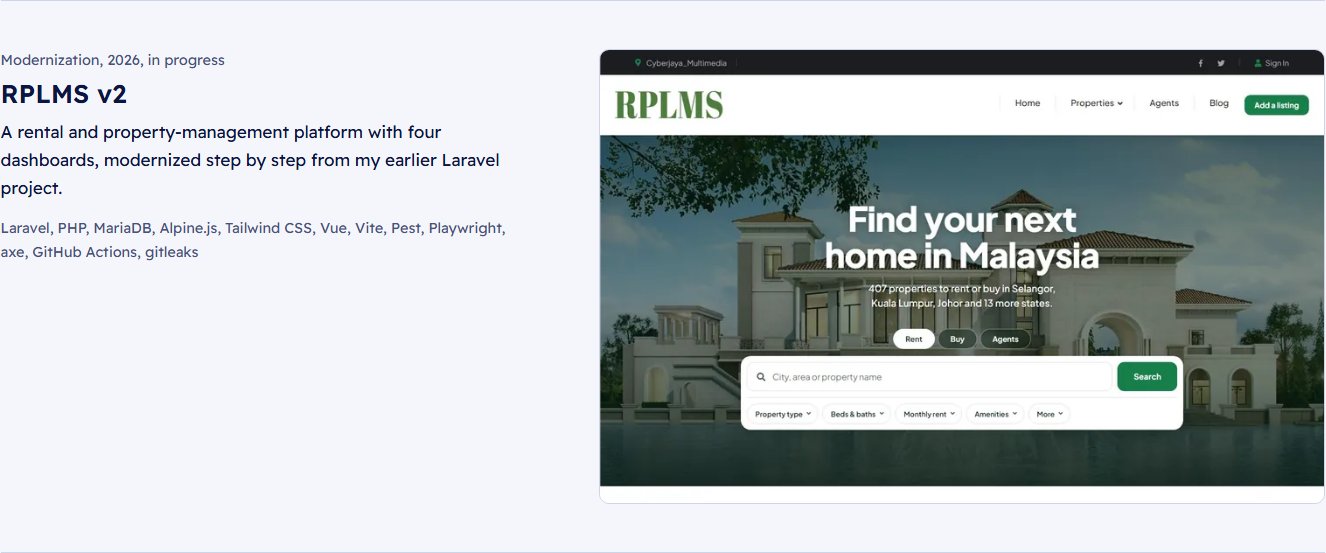 Modernization, 2026, in progress
RPLMS v2
A rental and property-management platform with four
dashboards, modernized step by step from my earlier Laravel
project.
Laravel, PHP, MariaDB, Alpine.js, Tailwind CSS, Vue, Vite, Pest, Playwright,
axe, GitHub Actions, gitleaks
Cyberjaya_Multimedia
Sign In
RPLMS
Home
Properties
Agents
Blog
Add a listing
Find your next
home in Malaysia
407 properties to rent or buy in Selangor,
Kuala Lumpur, Johor and 13 more states.
Rent
Buy
Agents
City, area or property name
Search
Property type
Beds & baths
Monthly rent
Amenities
More